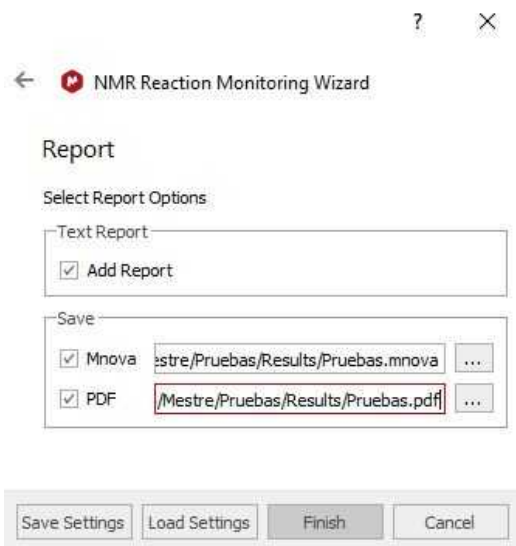 ?
NMR Reaction Monitoring Wizard
Report
Select Report Options
Text Report
Add Report
Save
Mnova estre/Pruebas/Results/Pruebas.mnova ...
PDF /Mestre/Pruebas/Results/Pruebas.pdf ...
Save Settings Load Settings Finish Cancel